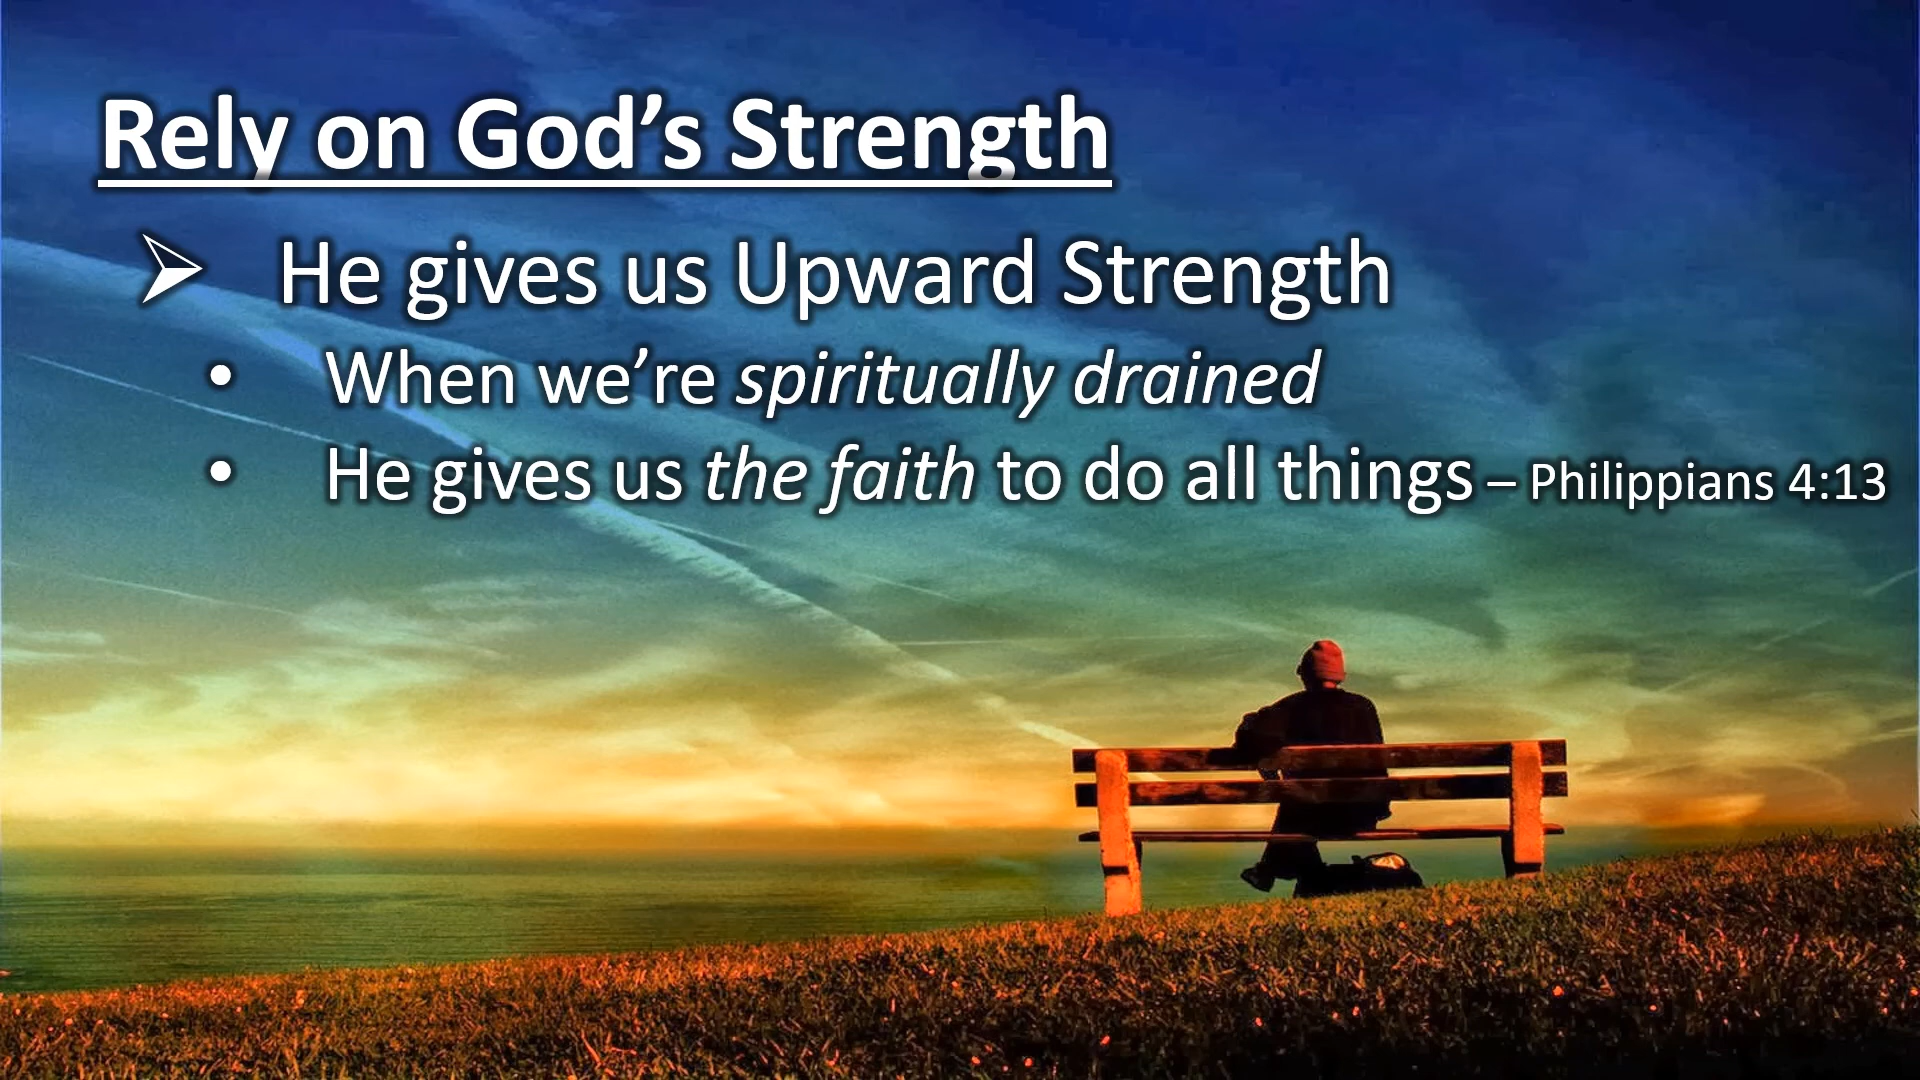 Rely on God’s Strength
➢ He gives us Upward Strength
• When we’re spiritually drained
• He gives us the faith to do all things – Philippians 4:13